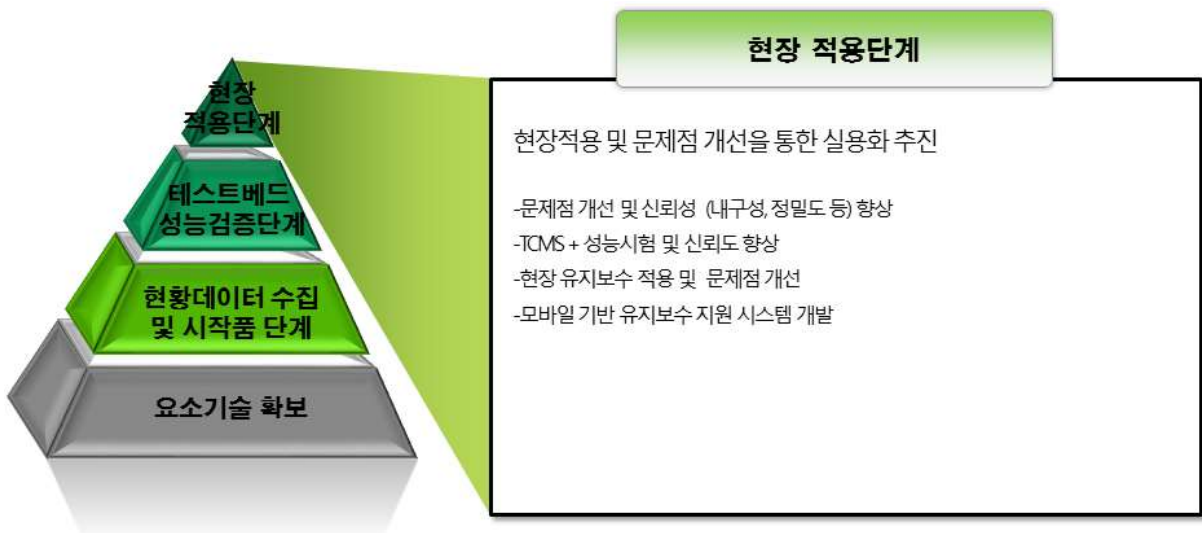 현장
적용단계
테스트베드
성능검증단계
현황데이터 수집
및 시작품 단계
요소기술 확보
현장 적용단계
현장적용 및 문제점 개선을 통한 실용화 추진
-문제점 개선 및 신뢰성 (내구성,정밀도 등) 향상
-TCMS + 성능시험 및 신뢰도 향상
-현장 유지보수 적용 및 문제점 개선
-모바일 기반 유지보수 지원 시스템 개발